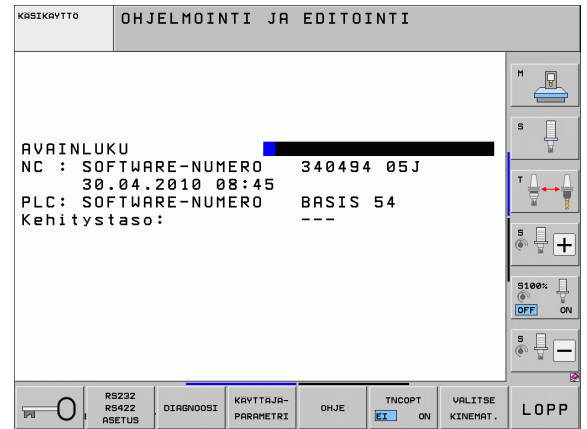 KÄSIKÄYTTÖ
OHJELMOINTI JA EDITOINTI
AVAINLUKU
NC : SOFTWARE-NUMERO 340494 05J
30.04.2010 08:45
PLC: SOFTWARE-NUMERO BASIS 54
Kehitystaso: ---
M
S
T
S
+
S100%
OFF ON
S
-
RS232
RS422
ASETUS
DIAGNOOSI
KÄYTTÄJÄ-
PARAMETRI
OHJE
TNCOPT
EI ON
VALITSE
KINEMAT.
LOPP